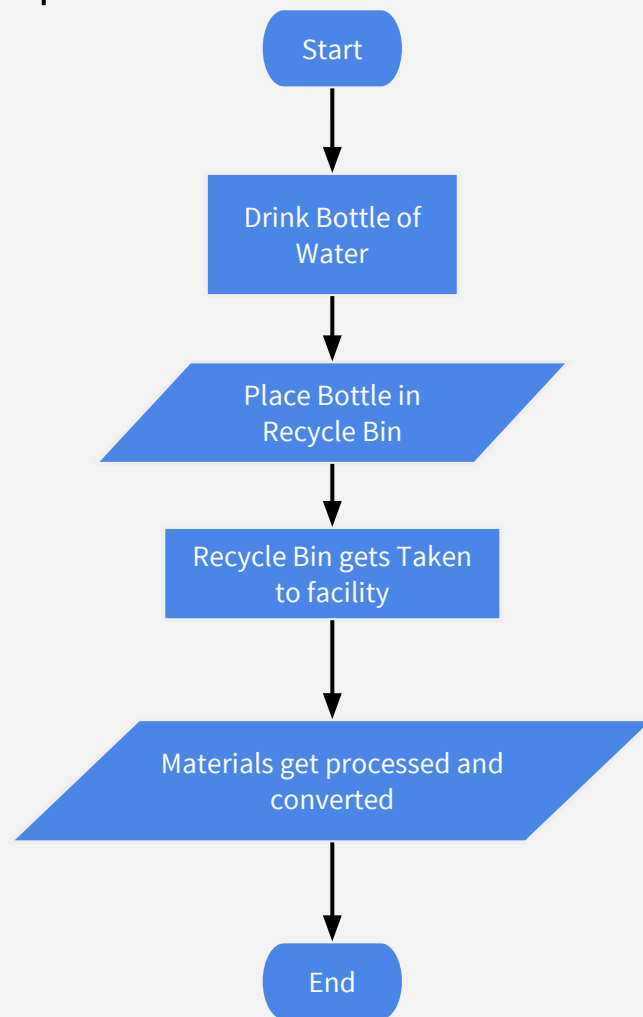 Start
Drink Bottle of
Water
Place Bottle in
Recycle Bin
Recycle Bin gets Taken
to facility
Materials get processed and
converted
End